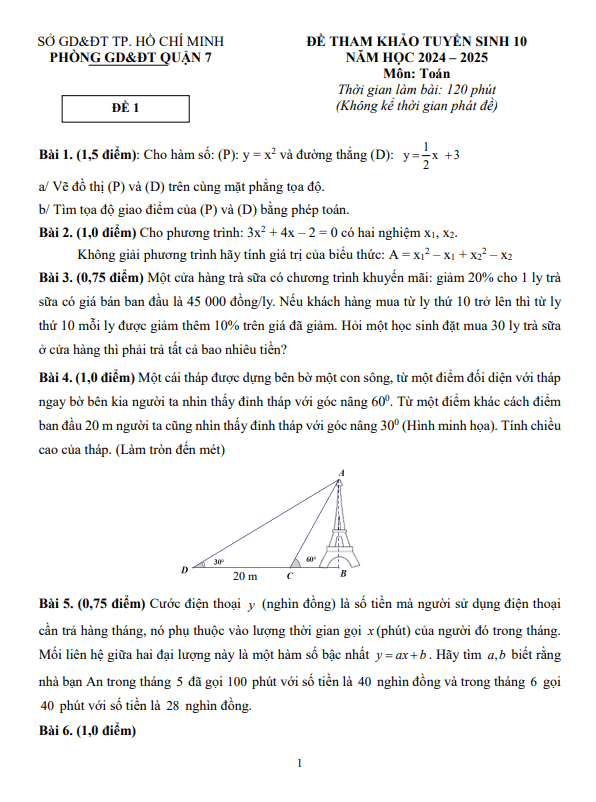 SỞ GD&ĐT TP. HỒ CHÍ MINH
PHÒNG GD&ĐT QUẬN 7
ĐỀ 1
ĐỀ THAM KHẢO TUYỂN SINH 10
NĂM HỌC 2024 – 2025
Môn: Toán
Thời gian làm bài: 120 phút
(Không kể thời gian phát đề)
Bài 1. (1,5 điểm): Cho hàm số: (P): y = x² và đường thẳng (D): y = 1/2 x + 3
a/ Vẽ đồ thị (P) và (D) trên cùng mặt phẳng tọa độ.
b/ Tìm tọa độ giao điểm của (P) và (D) bằng phép toán.
Bài 2. (1,0 điểm) Cho phương trình: 3x² + 4x – 2 = 0 có hai nghiệm x₁, x₂.
Không giải phương trình hãy tính giá trị của biểu thức: A = x₁² – x₁ + x₂² – x₂
Bài 3. (0,75 điểm) Một cửa hàng trà sữa có chương trình khuyến mãi: giảm 20% cho 1 ly trà
sữa có giá bán ban đầu là 45 000 đồng/ly. Nếu khách hàng mua từ ly thứ 10 trở lên thì từ ly
thứ 10 mỗi ly được giảm thêm 10% trên giá đã giảm. Hỏi một học sinh đặt mua 30 ly trà sữa
ở cửa hàng thì phải trả tất cả bao nhiêu tiền?
Bài 4. (1,0 điểm) Một cái tháp được dựng bên bờ một con sông, từ một điểm đối diện với tháp
ngay bờ bên kia người ta nhìn thấy đỉnh tháp với góc nâng 60⁰. Từ một điểm khác cách điểm
ban đầu 20 m người ta cũng nhìn thấy đỉnh tháp với góc nâng 30⁰ (Hình minh họa). Tính chiều
cao của tháp. (Làm tròn đến mét)
A
30°
60°
D
20 m
C
B
Bài 5. (0,75 điểm) Cước điện thoại y (nghìn đồng) là số tiền mà người sử dụng điện thoại
cần trả hàng tháng, nó phụ thuộc vào lượng thời gian gọi x (phút) của người đó trong tháng.
Mối liên hệ giữa hai đại lượng này là một hàm số bậc nhất y = ax + b. Hãy tìm a, b biết rằng
nhà bạn An trong tháng 5 đã gọi 100 phút với số tiền là 40 nghìn đồng và trong tháng 6 gọi
40 phút với số tiền là 28 nghìn đồng.
Bài 6. (1,0 điểm)
1